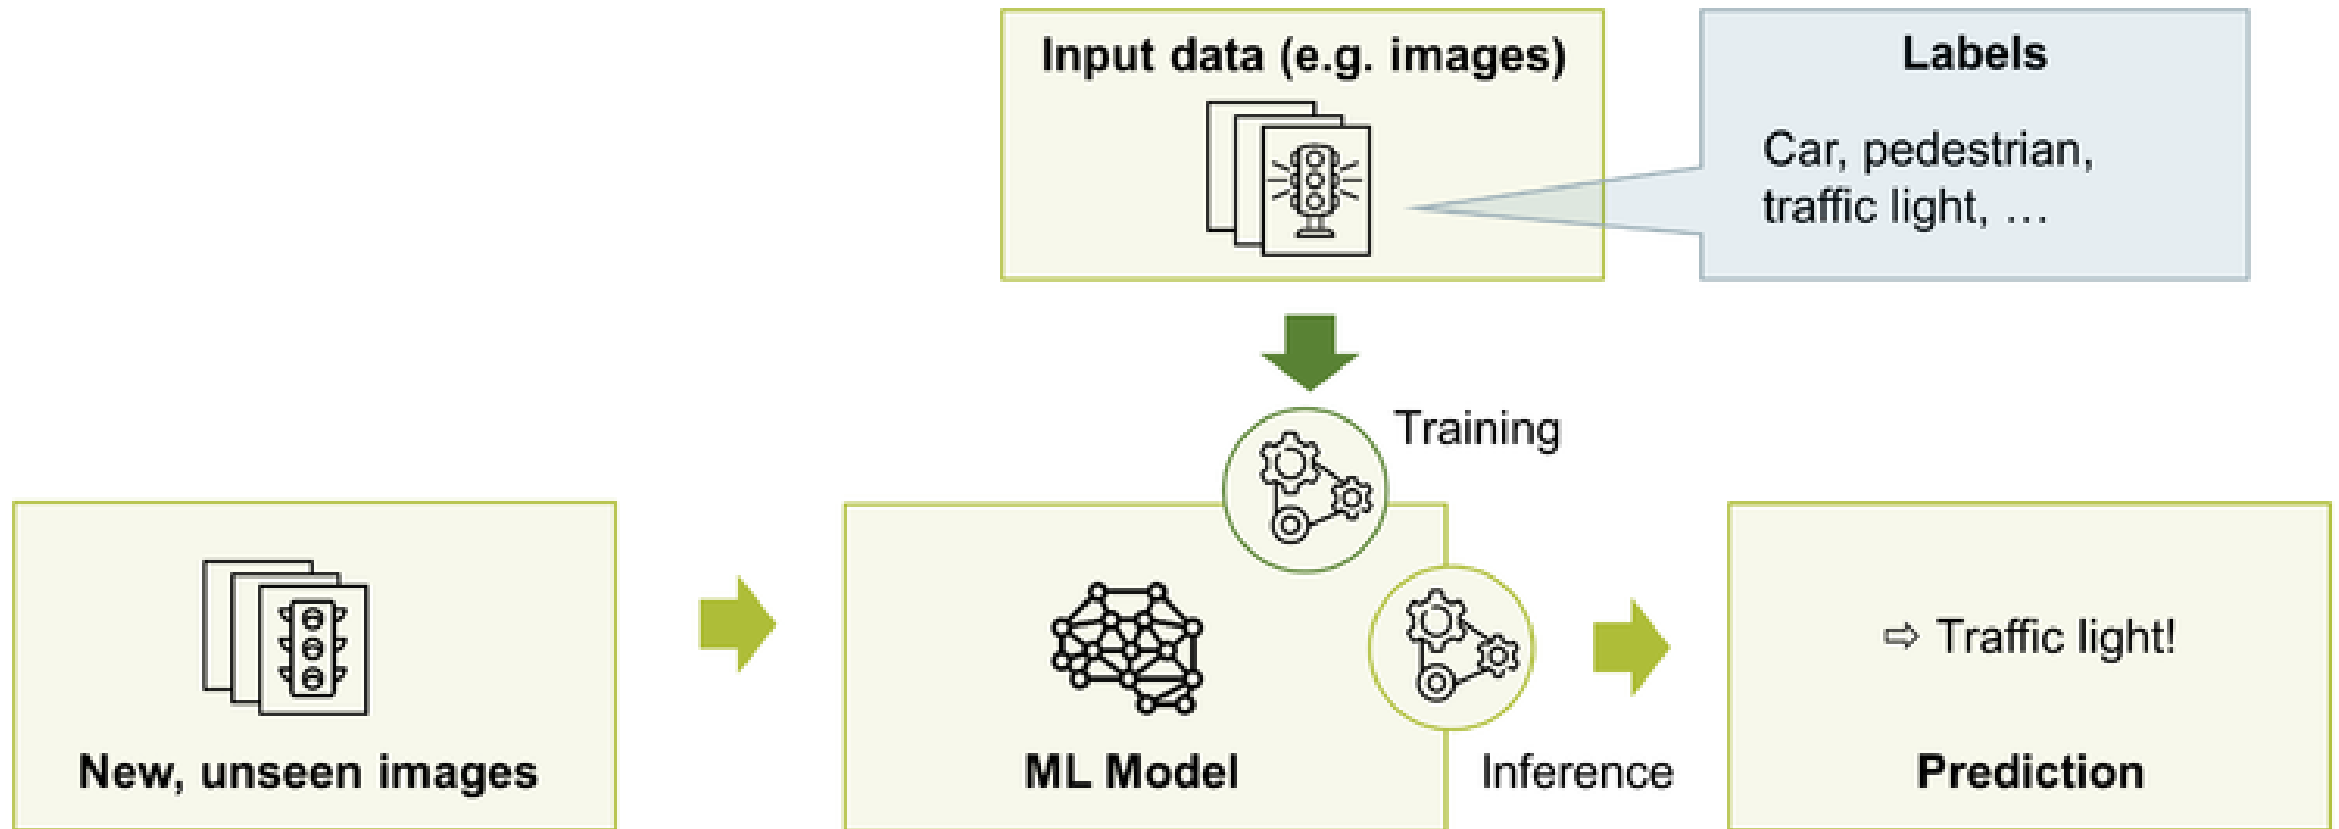 Input data (e.g. images)
Labels
Car, pedestrian,
traffic light, …
Training
⇨ Traffic light!
New, unseen images
ML Model
Inference
Prediction